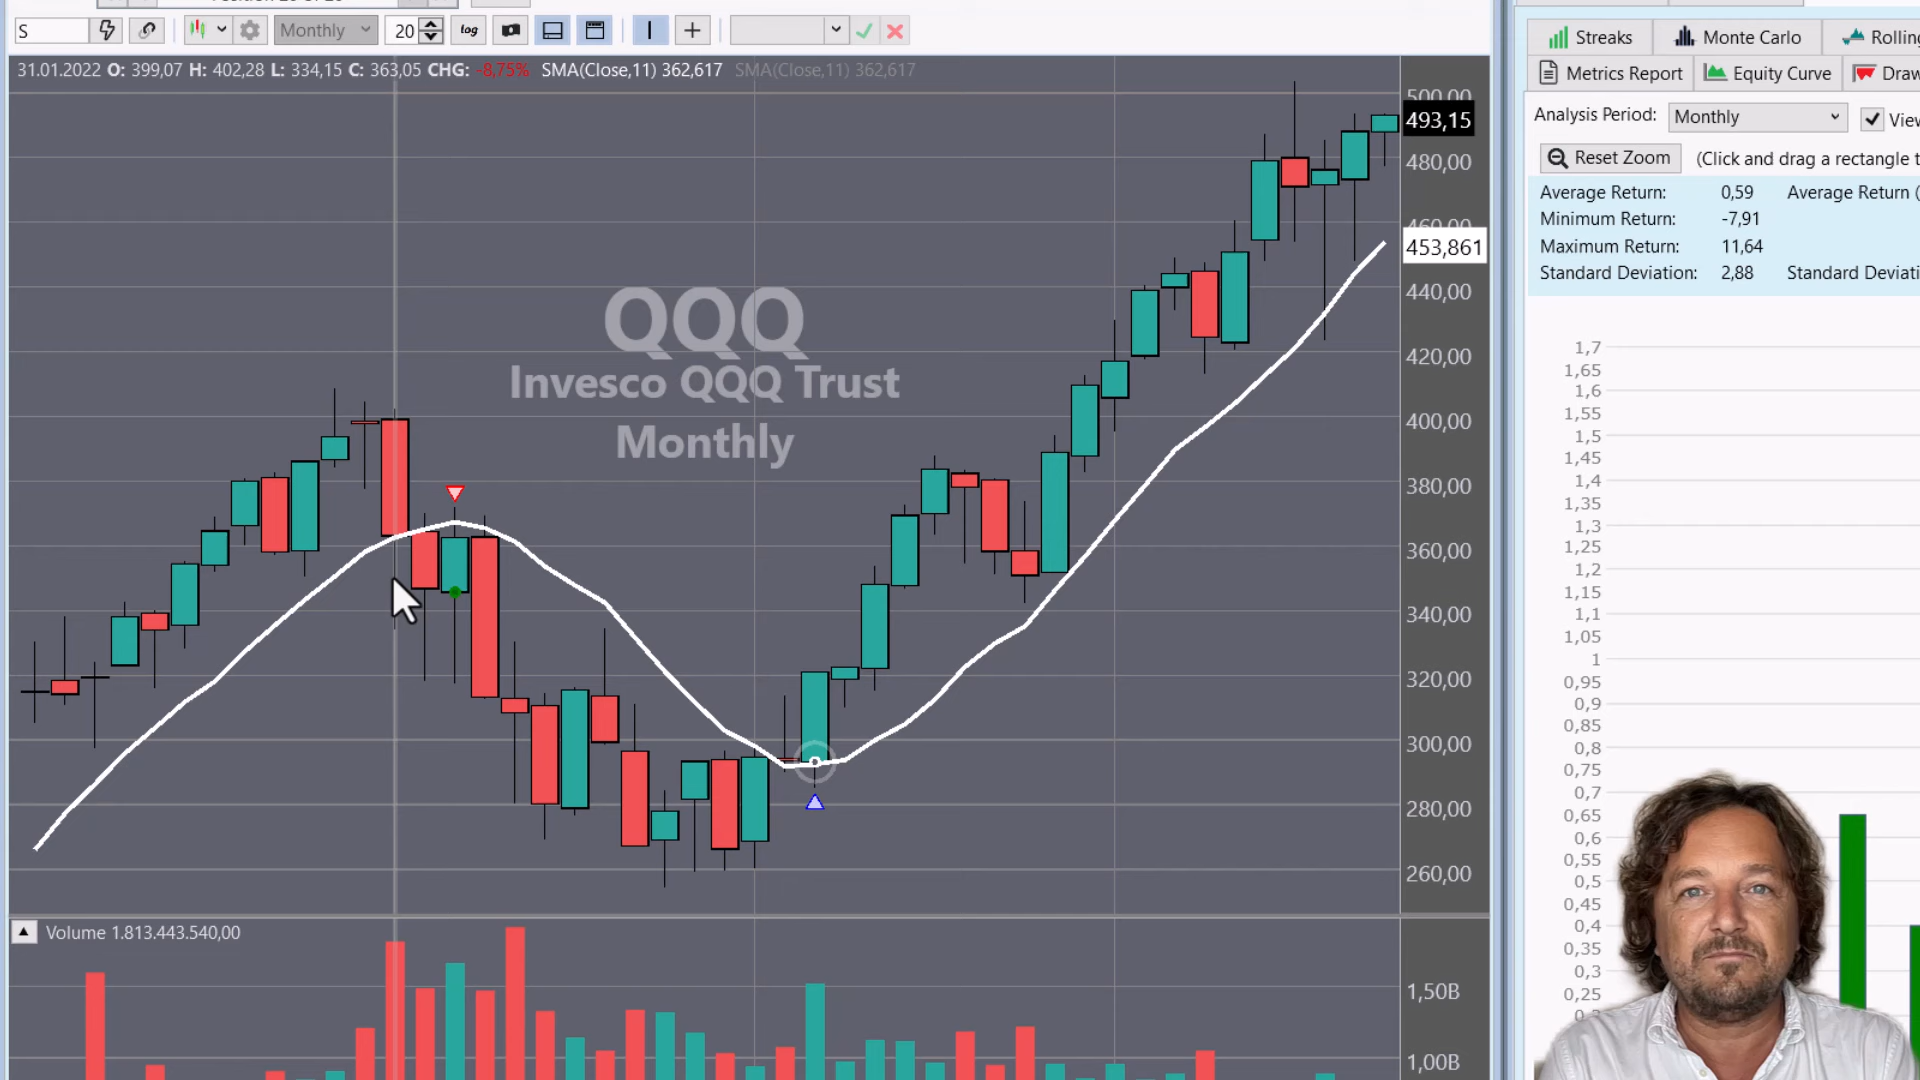 S
Monthly
20
log
31.01.2022 O: 399,07 H: 402,28 L: 334,15 C: 363,05 CHG: -8,75% SMA(Close,11) 362,617 SMA(Close,11) 362,617
QQQ
Invesco QQQ Trust
Monthly
500,00
493,15
480,00
460,00
453,861
440,00
420,00
400,00
380,00
360,00
340,00
320,00
300,00
280,00
260,00
Volume 1.813.443.540,00
1,50B
1,00B
Streaks
Monte Carlo
Rolling
Metrics Report
Equity Curve
Draw
Analysis Period:
Monthly
View
Reset Zoom
(Click and drag a rectangle t
Average Return: 0,59 Average Return (
Minimum Return: -7,91
Maximum Return: 11,64
Standard Deviation: 2,88 Standard Deviati
1,7
1,65
1,6
1,55
1,5
1,45
1,4
1,35
1,3
1,25
1,2
1,15
1,1
1,05
1
0,95
0,9
0,85
0,8
0,75
0,7
0,65
0,6
0,55
0,5
0,45
0,4
0,35
0,3
0,25